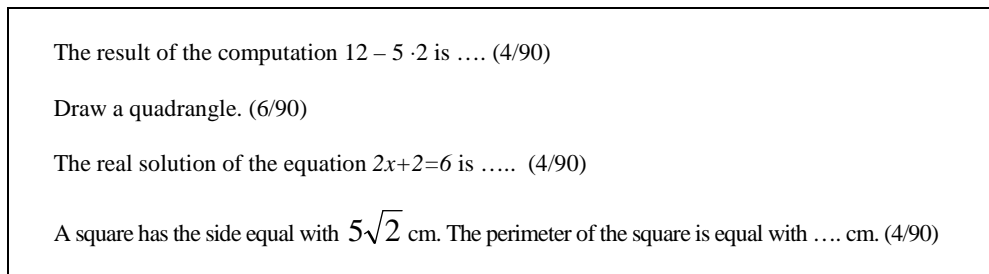 The result of the computation 12 – 5 ·2 is …. (4/90)
Draw a quadrangle. (6/90)
The real solution of the equation 2x+2=6 is ….. (4/90)
A square has the side equal with 5√2 cm. The perimeter of the square is equal with …. cm. (4/90)